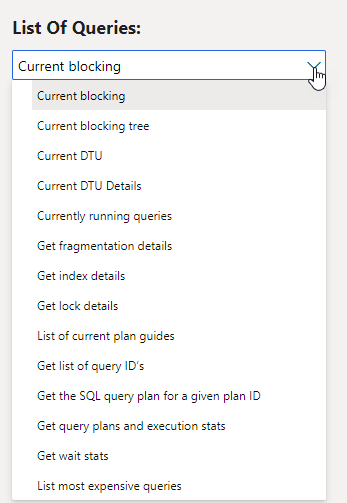 List Of Queries:
Current blocking
Current blocking
Current blocking tree
Current DTU
Current DTU Details
Currently running queries
Get fragmentation details
Get index details
Get lock details
List of current plan guides
Get list of query ID's
Get the SQL query plan for a given plan ID
Get query plans and execution stats
Get wait stats
List most expensive queries